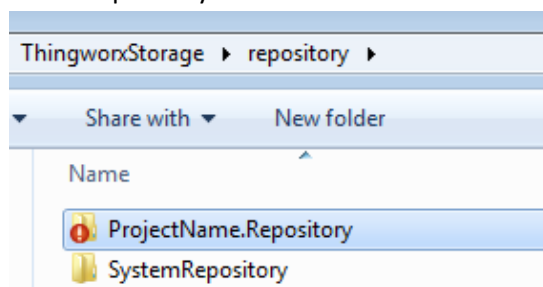 ThingworxStorage ▸ repository ▸
Share with ▾ New folder
Name
ProjectName.Repository
SystemRepository